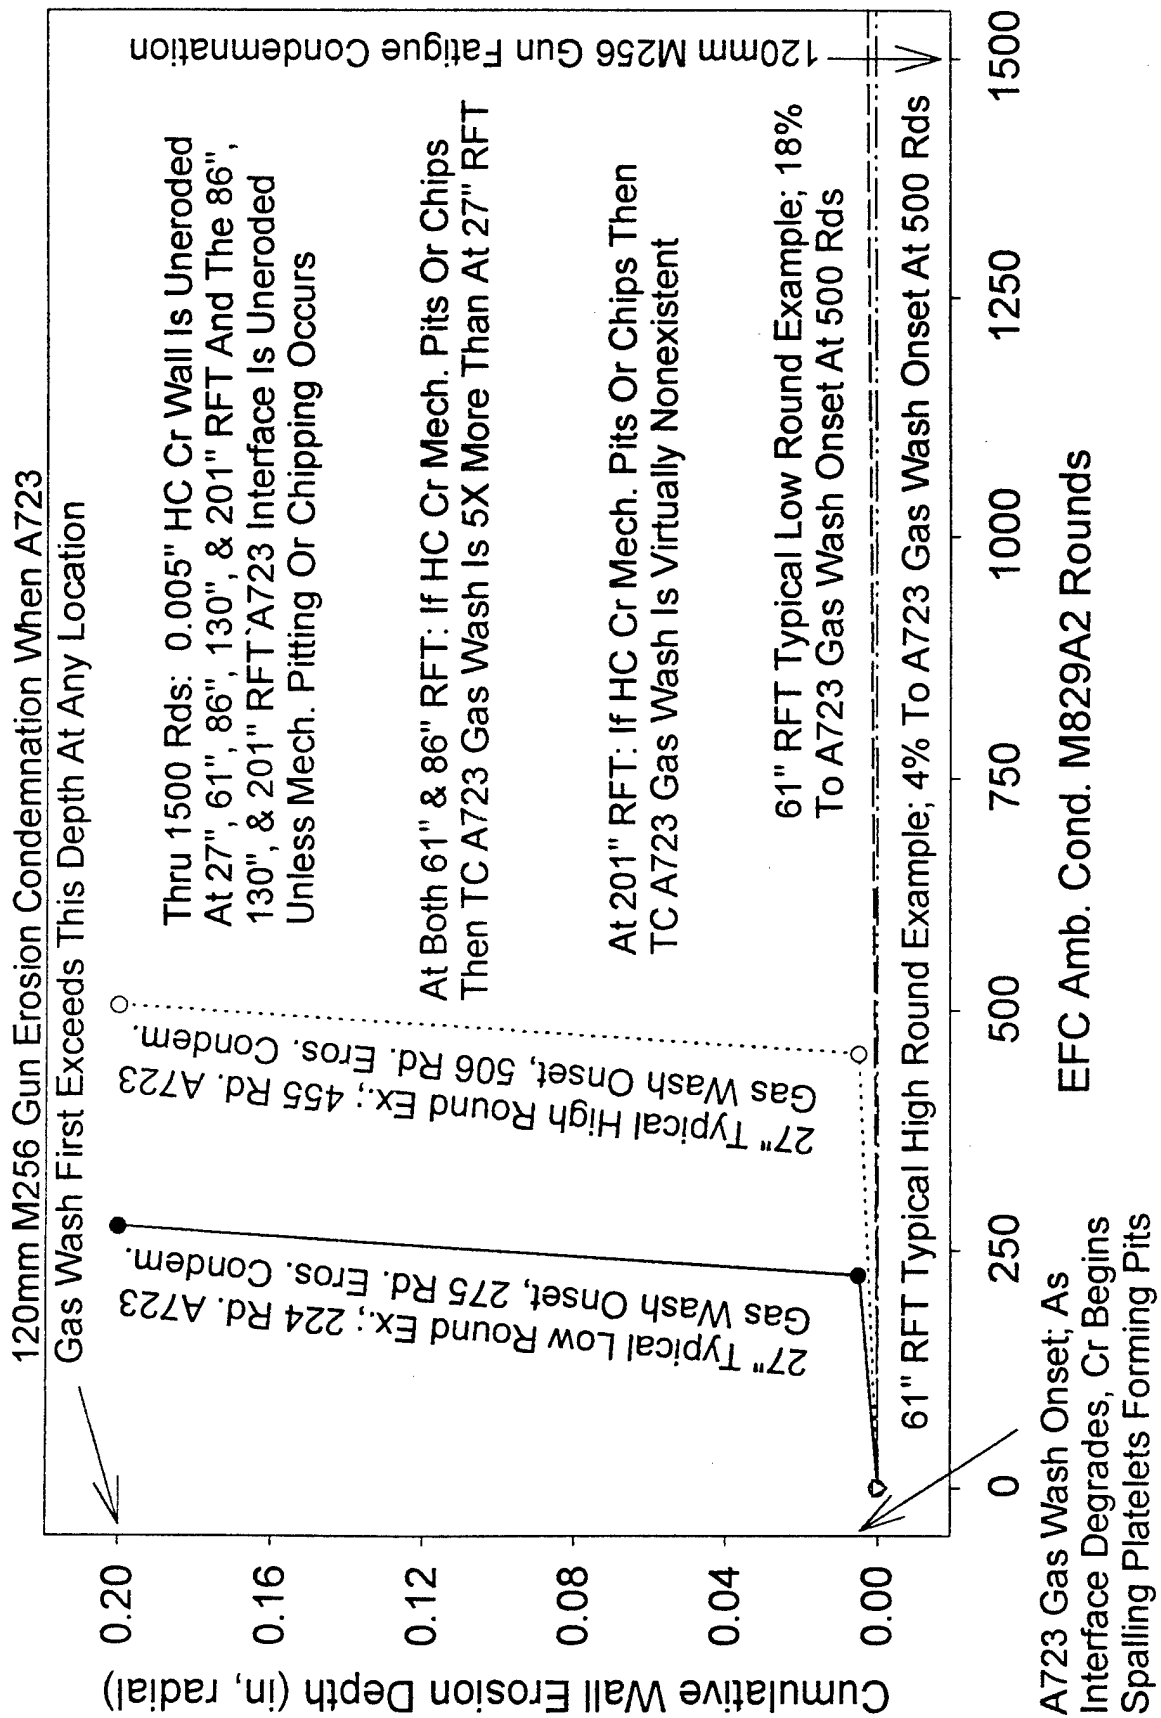 120mm M256 Gun Erosion Condemnation When A723
Gas Wash First Exceeds This Depth At Any Location
Cumulative Wall Erosion Depth (in, radial)
0.20
0.16
0.12
0.08
0.04
0.00
27" Typical Low Round Ex.; 224 Rd. A723
Gas Wash Onset, 275 Rd. Eros. Condem.
27" Typical High Round Ex.; 455 Rd. A723
Gas Wash Onset, 506 Rd. Eros. Condem.
Thru 1500 Rds: 0.005" HC Cr Wall Is Uneroded
At 27", 61", 86", 130", & 201" RFT And The 86",
130", & 201" RFT A723 Interface Is Uneroded
Unless Mech. Pitting Or Chipping Occurs
At Both 61" & 86" RFT: If HC Cr Mech. Pits Or Chips
Then TC A723 Gas Wash Is 5X More Than At 27" RFT
At 201" RFT: If HC Cr Mech. Pits Or Chips Then
TC A723 Gas Wash Is Virtually Nonexistent
61" RFT Typical Low Round Example; 18%
To A723 Gas Wash Onset At 500 Rds
61" RFT Typical High Round Example; 4% To A723 Gas Wash Onset At 500 Rds
120mm M256 Gun Fatigue Condemnation
0
250
500
750
1000
1250
1500
EFC Amb. Cond. M829A2 Rounds
A723 Gas Wash Onset; As
Interface Degrades, Cr Begins
Spalling Platelets Forming Pits